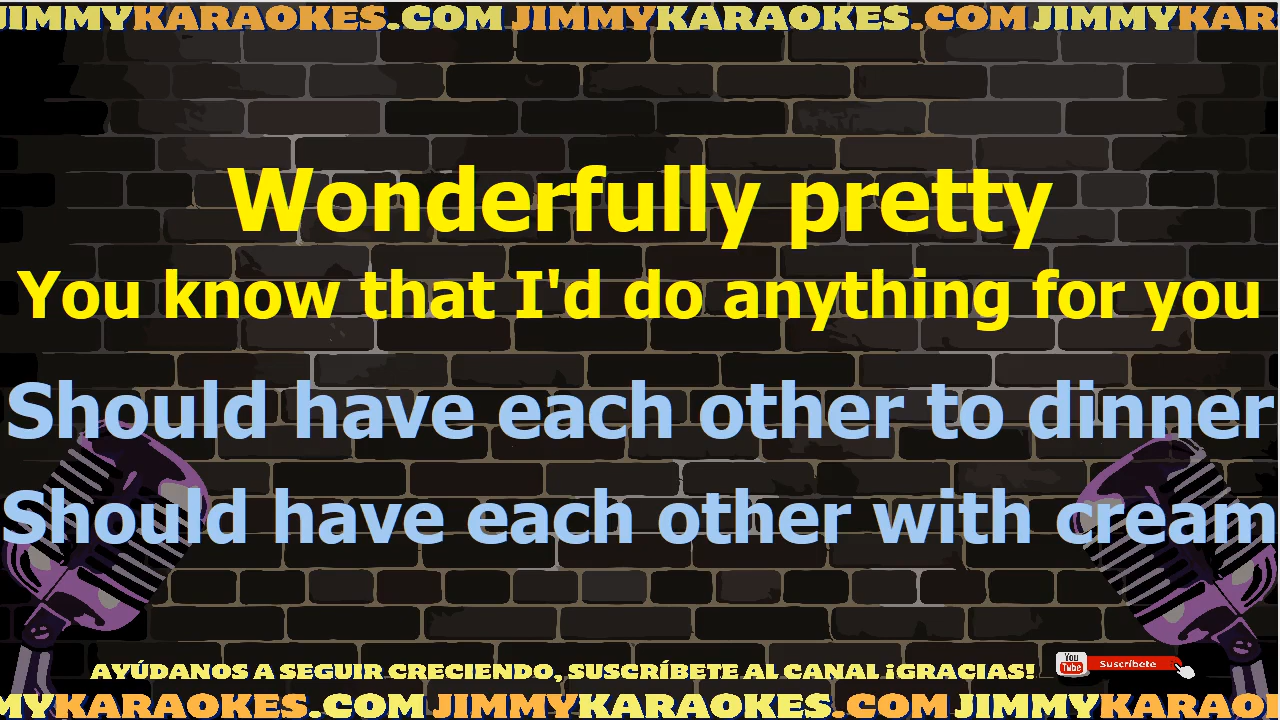 JIMMYKARAOKES.COM JIMMYKARAOKES.COM JIMMYKAR
Wonderfully pretty
You know that I'd do anything for you
Should have each other to dinner
Should have each other with cream
AYÚDANOS A SEGUIR CRECIENDO, SUSCRÍBETE AL CANAL ¡GRACIAS!
You Tube Suscríbete
MYKARAOKES.COM JIMMYKARAOKES.COM JIMMYKARAOI